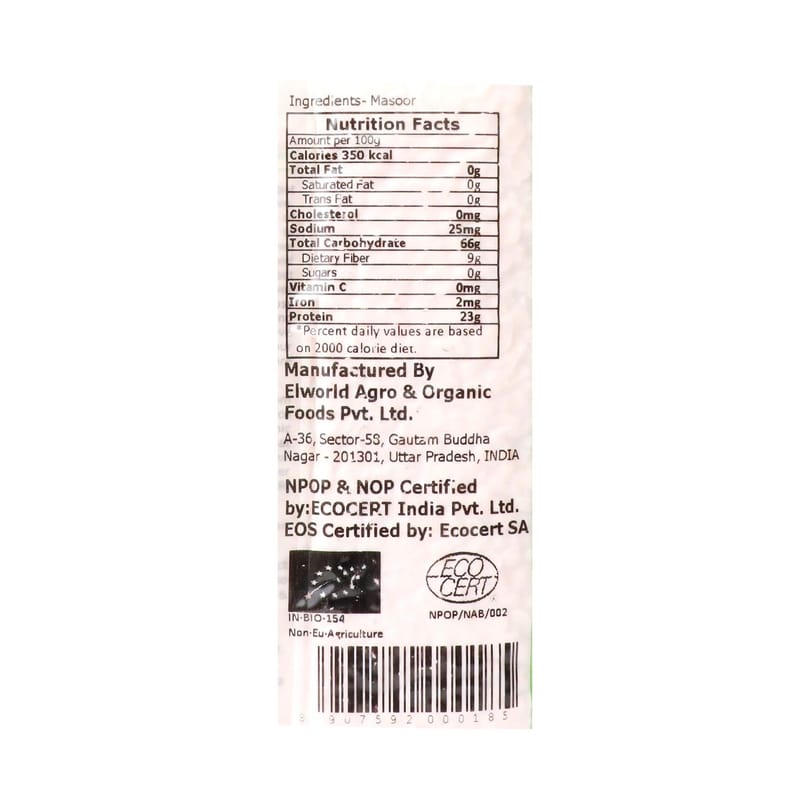 Ingredients- Masoor
Nutrition Facts
Amount per 100g
Calories 350 kcal
Total Fat 0g
Saturated Fat 0g
Trans Fat 0g
Cholesterol 0mg
Sodium 25mg
Total Carbohydrate 66g
Dietary Fiber 9g
Sugars 0g
Vitamin C 0mg
Iron 2mg
Protein 23g
*Percent daily values are based
on 2000 calorie diet.
Manufactured By
Elworld Agro & Organic
Foods Pvt. Ltd.
A-36, Sector-58, Gautam Buddha
Nagar - 201301, Uttar Pradesh, INDIA
NPOP & NOP Certified
by:ECOCERT India Pvt. Ltd.
EOS Certified by: Ecocert SA
ECO
CERT
IN-BIO-154
NPOP/NAB/002
Non-Eu-Agriculture
8 907592 000185